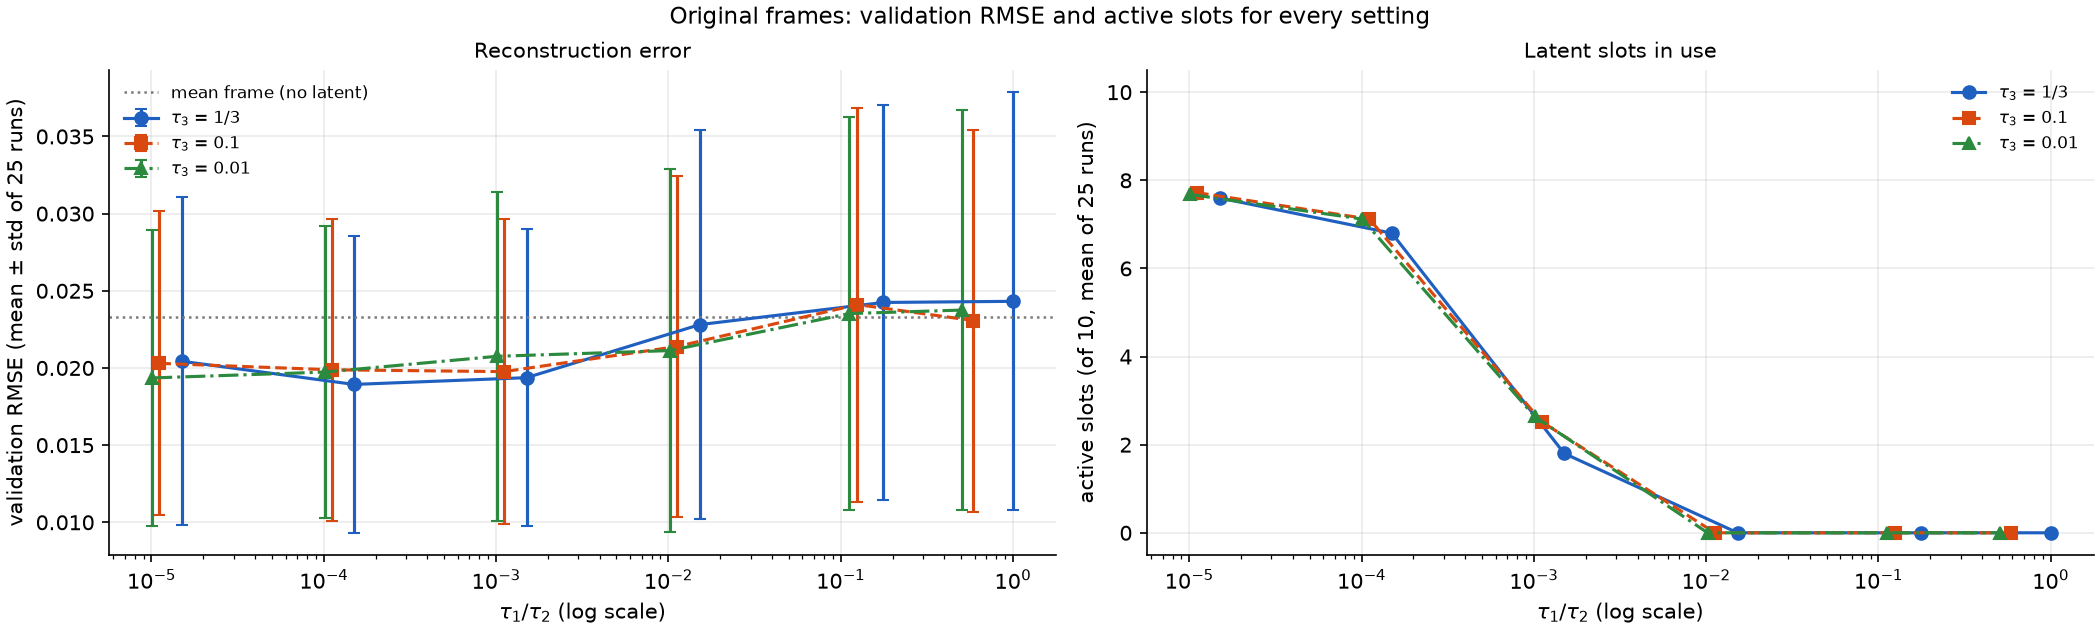 Original frames: validation RMSE and active slots for every setting
Reconstruction error
validation RMSE (mean ± std of 25 runs)
mean frame (no latent)
τ₃ = 1/3
τ₃ = 0.1
τ₃ = 0.01
0.035
0.030
0.025
0.020
0.015
0.010
10⁻⁵ 10⁻⁴ 10⁻³ 10⁻² 10⁻¹ 10⁰
τ₁/τ₂ (log scale)
Latent slots in use
active slots (of 10, mean of 25 runs)
τ₃ = 1/3
τ₃ = 0.1
τ₃ = 0.01
10
8
6
4
2
0
10⁻⁵ 10⁻⁴ 10⁻³ 10⁻² 10⁻¹ 10⁰
τ₁/τ₂ (log scale)